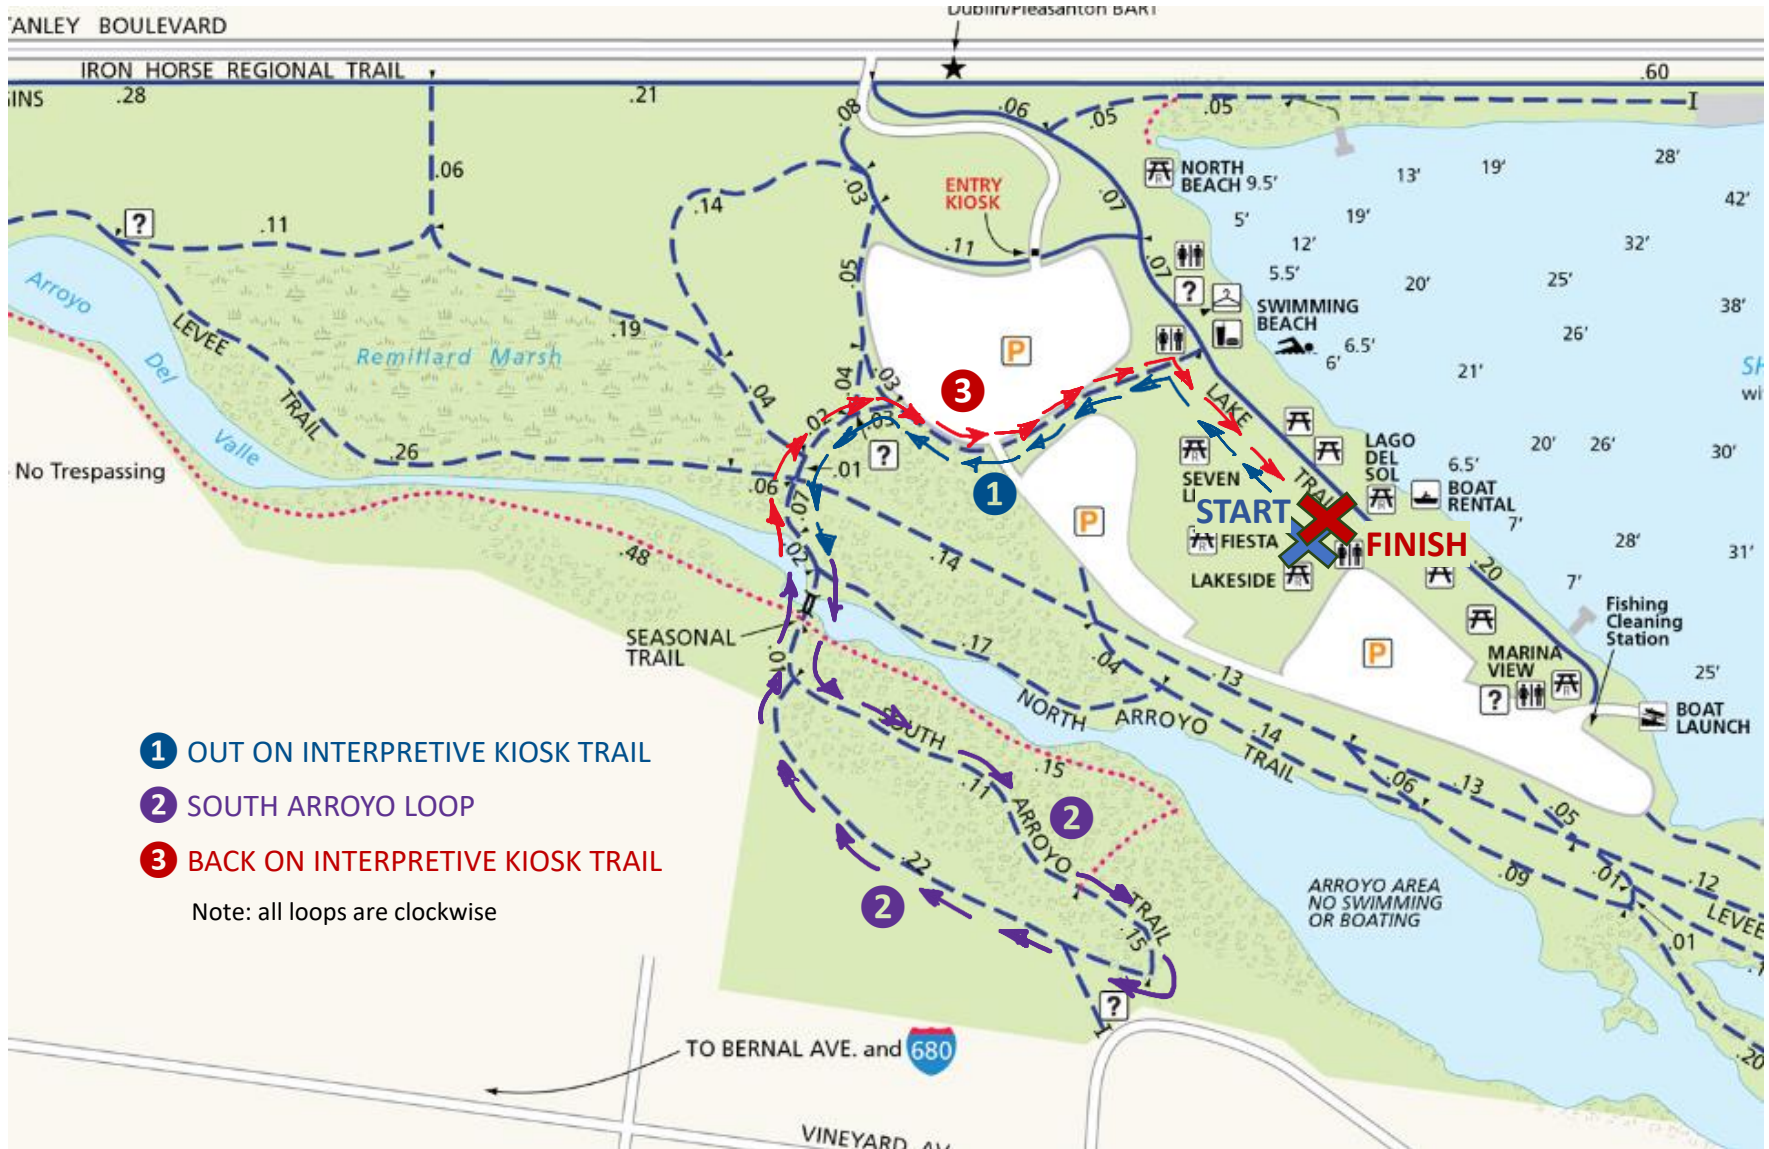 Dublin/Pleasanton BART
ANLEY BOULEVARD
IRON HORSE REGIONAL TRAIL
.60
GINS
.28
.21
.08
.06
.05
.05
.06
NORTH
BEACH
9.5'
13'
19'
28'
42'
ENTRY
KIOSK
.03
.07
.14
5'
19'
12'
32'
?
.11
.11
.05
.07
5.5'
20'
25'
38'
?
SWIMMING
BEACH
Arroyo
Del
Valle
LEVEE
TRAIL
.19
Remillard Marsh
P
6.5'
6'
26'
21'
SH
wi
3
.04
.03
.04
.02
.03
LAKE
TRAIL
LAGO
DEL
SOL
6.5'
20'
26'
30'
.26
?
.01
No Trespassing
.06
.07
1
SEVEN
BOAT
RENTAL
7'
START
FINISH
P
FIESTA
28'
31'
.48
.02
.14
LAKESIDE
.20
7'
Fishing
Cleaning
Station
SEASONAL
TRAIL
.01
.17
.04
.13
P
MARINA
VIEW
?
25'
BOAT
LAUNCH
SOUTH
ARROYO
TRAIL
NORTH ARROYO
TRAIL
.14
1 OUT ON INTERPRETIVE KIOSK TRAIL
2 SOUTH ARROYO LOOP
3 BACK ON INTERPRETIVE KIOSK TRAIL
Note: all loops are clockwise
.15
.11
2
.06
.13
.05
.22
2
.09
.01
.12
ARROYO AREA
NO SWIMMING
OR BOATING
LEVEE
.15
.01
?
.20
TO BERNAL AVE. and 680
VINEYARD AV